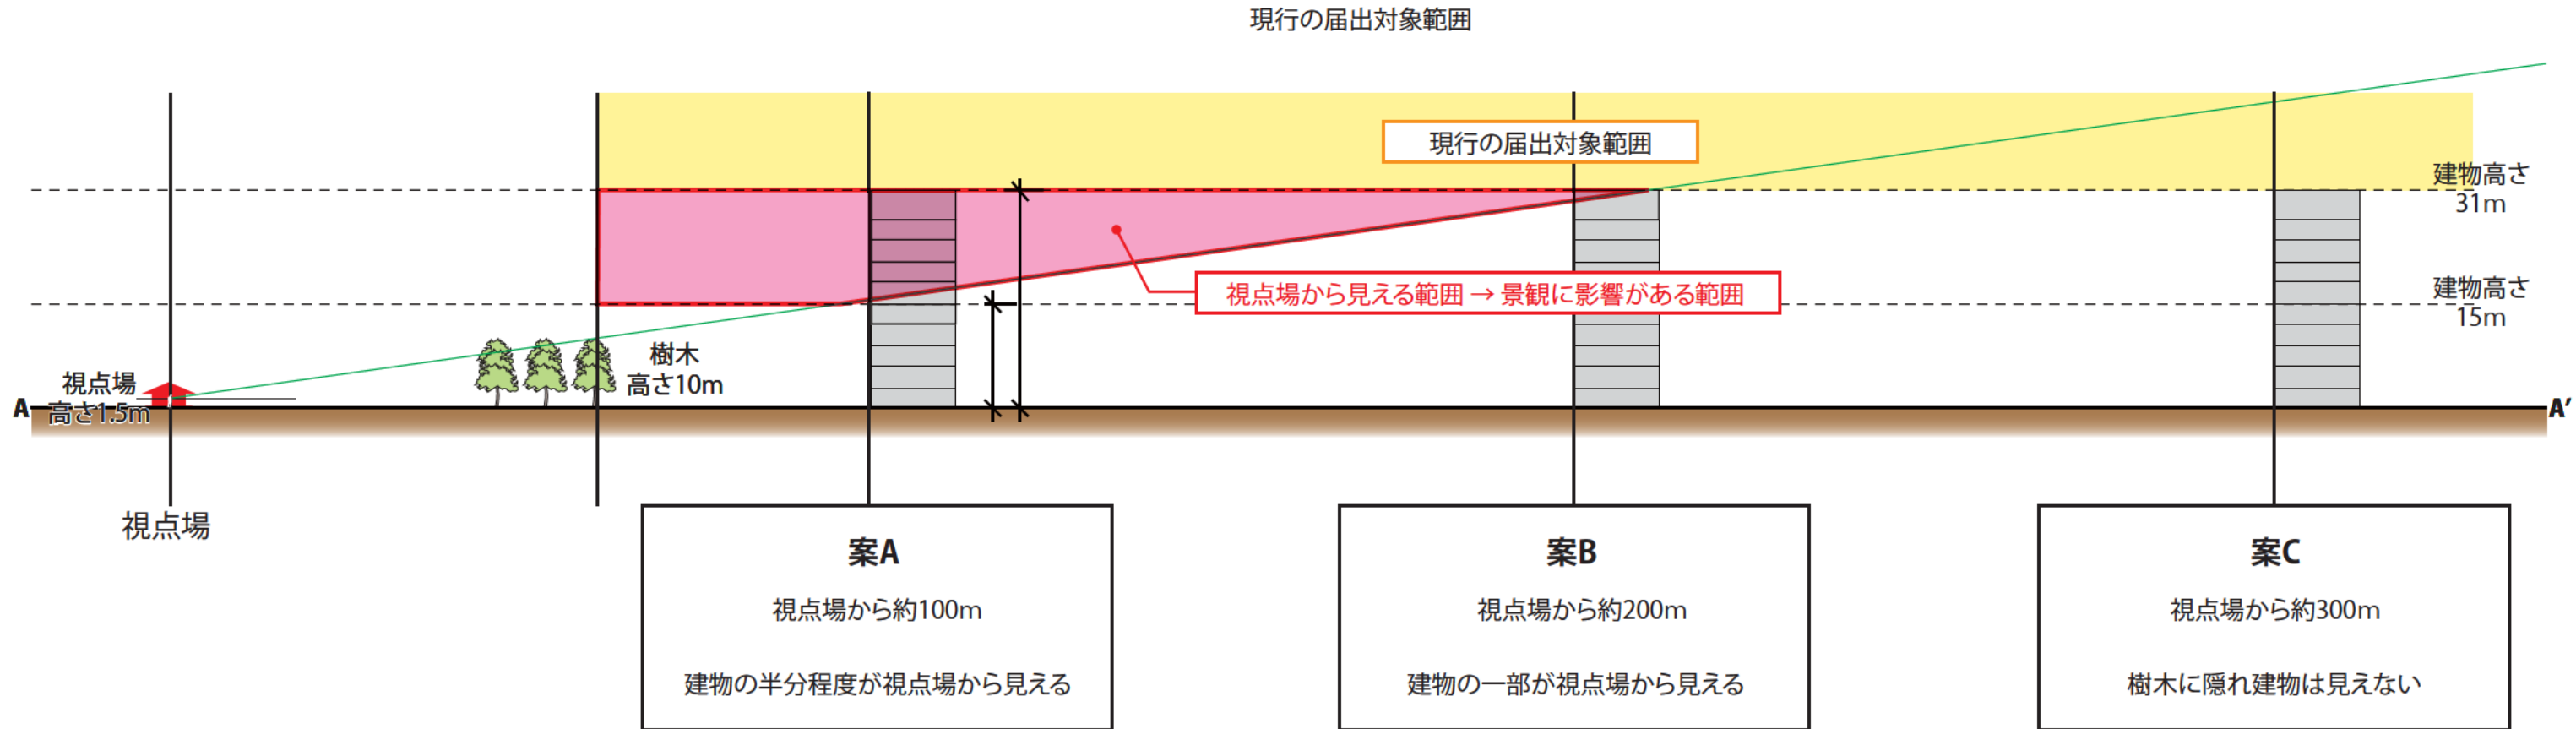 現行の届出対象範囲
現行の届出対象範囲
建物高さ
31m
視点場から見える範囲 → 景観に影響がある範囲
建物高さ
15m
樹木
高さ10m
視点場
高さ1.5m
A
A’
視点場
案A
視点場から約100m
建物の半分程度が視点場から見える
案B
視点場から約200m
建物の一部が視点場から見える
案C
視点場から約300m
樹木に隠れ建物は見えない